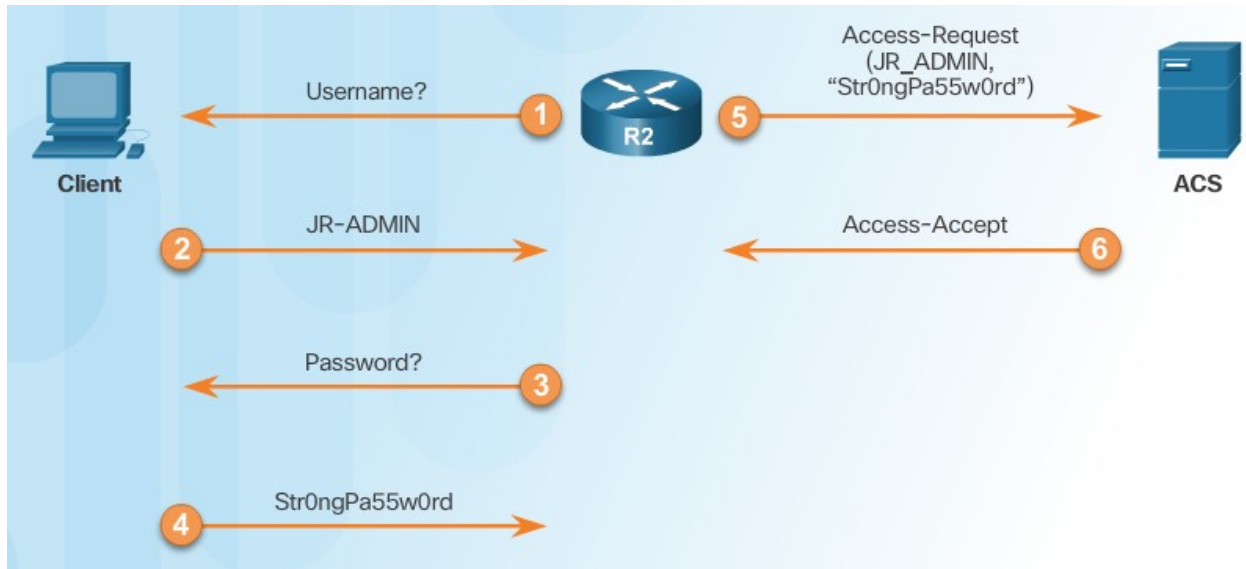 Username?
1
R2
5
Access-Request
(JR_ADMIN,
“Str0ngPa55w0rd”)
Client
ACS
2
JR-ADMIN
Access-Accept
6
Password?
3
4
Str0ngPa55w0rd